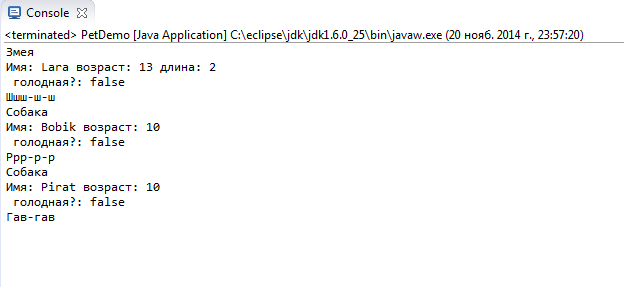 Console
<terminated> PetDemo [Java Application] C:\eclipse\jdk\jdk1.6.0_25\bin\javaw.exe (20 нояб. 2014 г., 23:57:20)
Змея
Имя: Lara возраст: 13 длина: 2
голодная?: false
Шшш-ш-ш
Собака
Имя: Bobik возраст: 10
голодная?: false
Ррр-р-р
Собака
Имя: Pirat возраст: 10
голодная?: false
Гав-гав